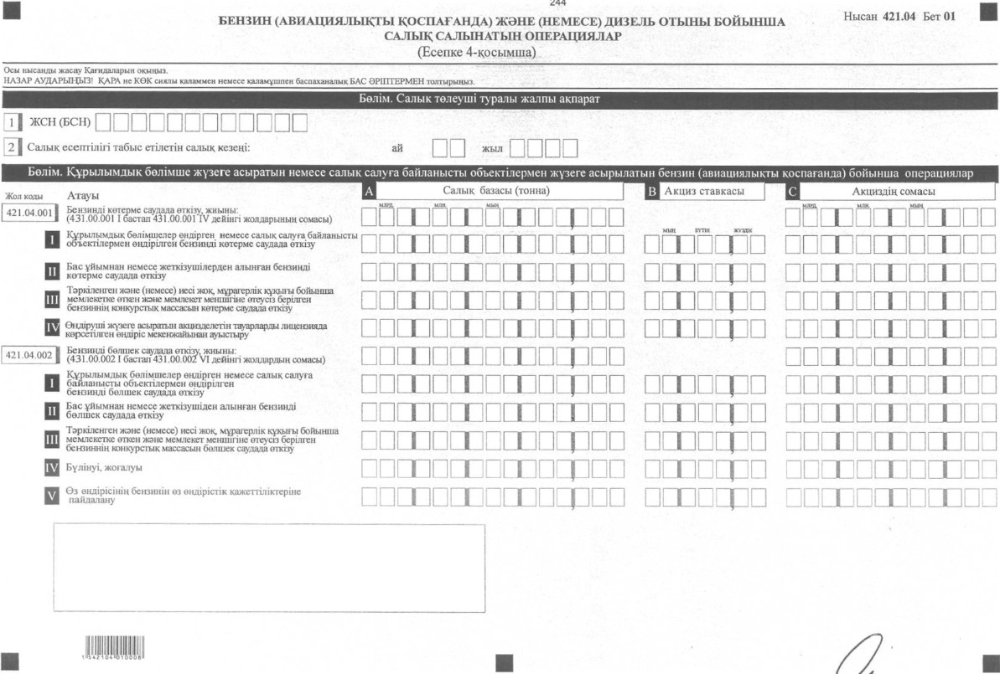 244
Нысан 421.04 Бет 01
БЕНЗИН (АВИАЦИЯЛЫҚТЫ ҚОСПАҒАНДА) ЖӘНЕ (НЕМЕСЕ) ДИЗЕЛЬ ОТЫНЫ БОЙЫНША
САЛЫҚ САЛЫНАТЫН ОПЕРАЦИЯЛАР
(Есепке 4-қосымша)
Осы нысанды жасау Қағидаларын оқыңыз.
НАЗАР АУДАРЫҢЫЗ! ҚАРА не КӨК сиялы қаламмен немесе қаламұшпен баспаханалық БАС ӘРІПТЕРМЕН толтырыңыз.
Бөлім. Салық төлеуші туралы жалпы ақпарат
1 ЖСН (БСН)
2 Салық есептілігі табыс етілетін салық кезеңі: ай жыл
Бөлім. Құрылымдық бөлімше жүзеге асыратын немесе салық салуға байланысты объектілермен жүзеге асырылатын бензин (авиациялықты қоспағанда) бойынша операциялар
Жол коды Атауы A Салық базасы (тонна) B Акциз ставкасы C Акциздің сомасы
млрд. млн. мың млрд. млн. мың
421.04.001 Бензинді көтерме саудада өткізу, жиыны:
(431.00.001 I бастап 431.00.001 IV дейінгі жолдарының сомасы)
мың бүтін жүздік
I Құрылымдық бөлімшелер өндірген немесе салық салуға байланысты
объектілермен өндірілген бензинді көтерме саудада өткізу
II Бас ұйымнан немесе жеткізушілерден алынған бензинді
көтерме саудада өткізу
III Тәркіленген және (немесе) иесі жоқ, мұрагерлік құқығы бойынша
мемлекетке өткен және мемлекет меншігіне өтеусіз берілген
бензиннің конкурстық массасын көтерме саудада өткізу
IV Өндіруші жүзеге асыратын акцизделетін тауарларды лицензияда
көрсетілген өндіріс мекенжайынан ауыстыру
421.04.002 Бензинді бөлшек саудада өткізу, жиыны:
(431.00.002 I бастап 431.00.002 VI дейінгі жолдардың сомасы)
I Құрылымдық бөлімшелер өндірген немесе салық салуға
байланысты объектілермен өндірілген
бензинді бөлшек саудада өткізу
II Бас ұйымнан немесе жеткізушіден алынған бензинді
бөлшек саудада өткізу
III Тәркіленген және (немесе) иесі жоқ, мұрагерлік құқығы бойынша
мемлекетке өткен және мемлекет меншігіне өтеусіз берілген
бензиннің конкурстық массасын бөлшек саудада өткізу
IV Бүлінуі, жоғалуы
V Өз өндірісінің бензинін өз өндірістік қажеттіліктеріне
пайдалану
1 542104 010008